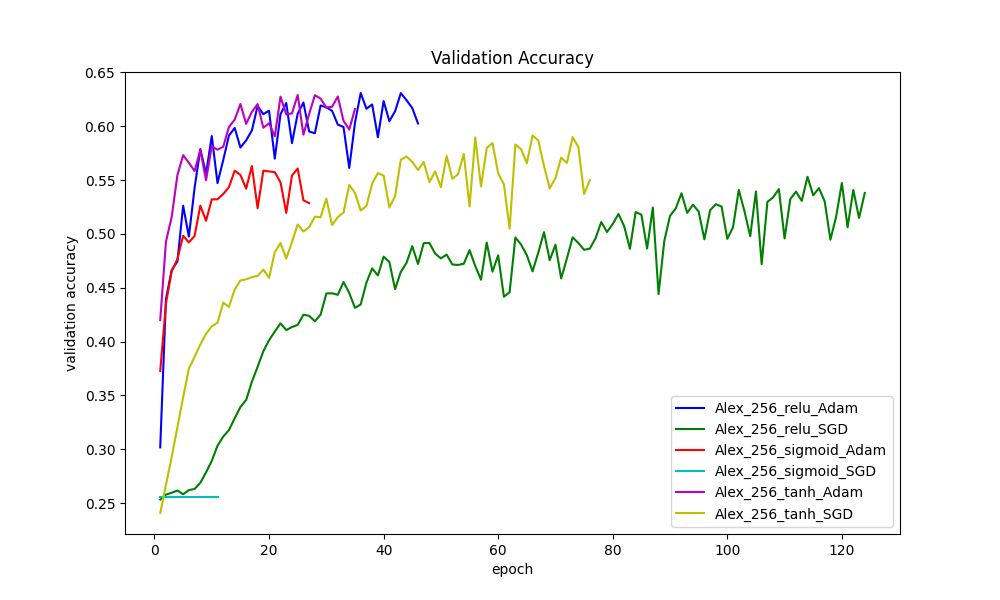 Validation Accuracy
validation accuracy
0.65
0.60
0.55
0.50
0.45
0.40
0.35
0.30
0.25
0
20
40
60
80
100
120
epoch
Alex_256_relu_Adam
Alex_256_relu_SGD
Alex_256_sigmoid_Adam
Alex_256_sigmoid_SGD
Alex_256_tanh_Adam
Alex_256_tanh_SGD